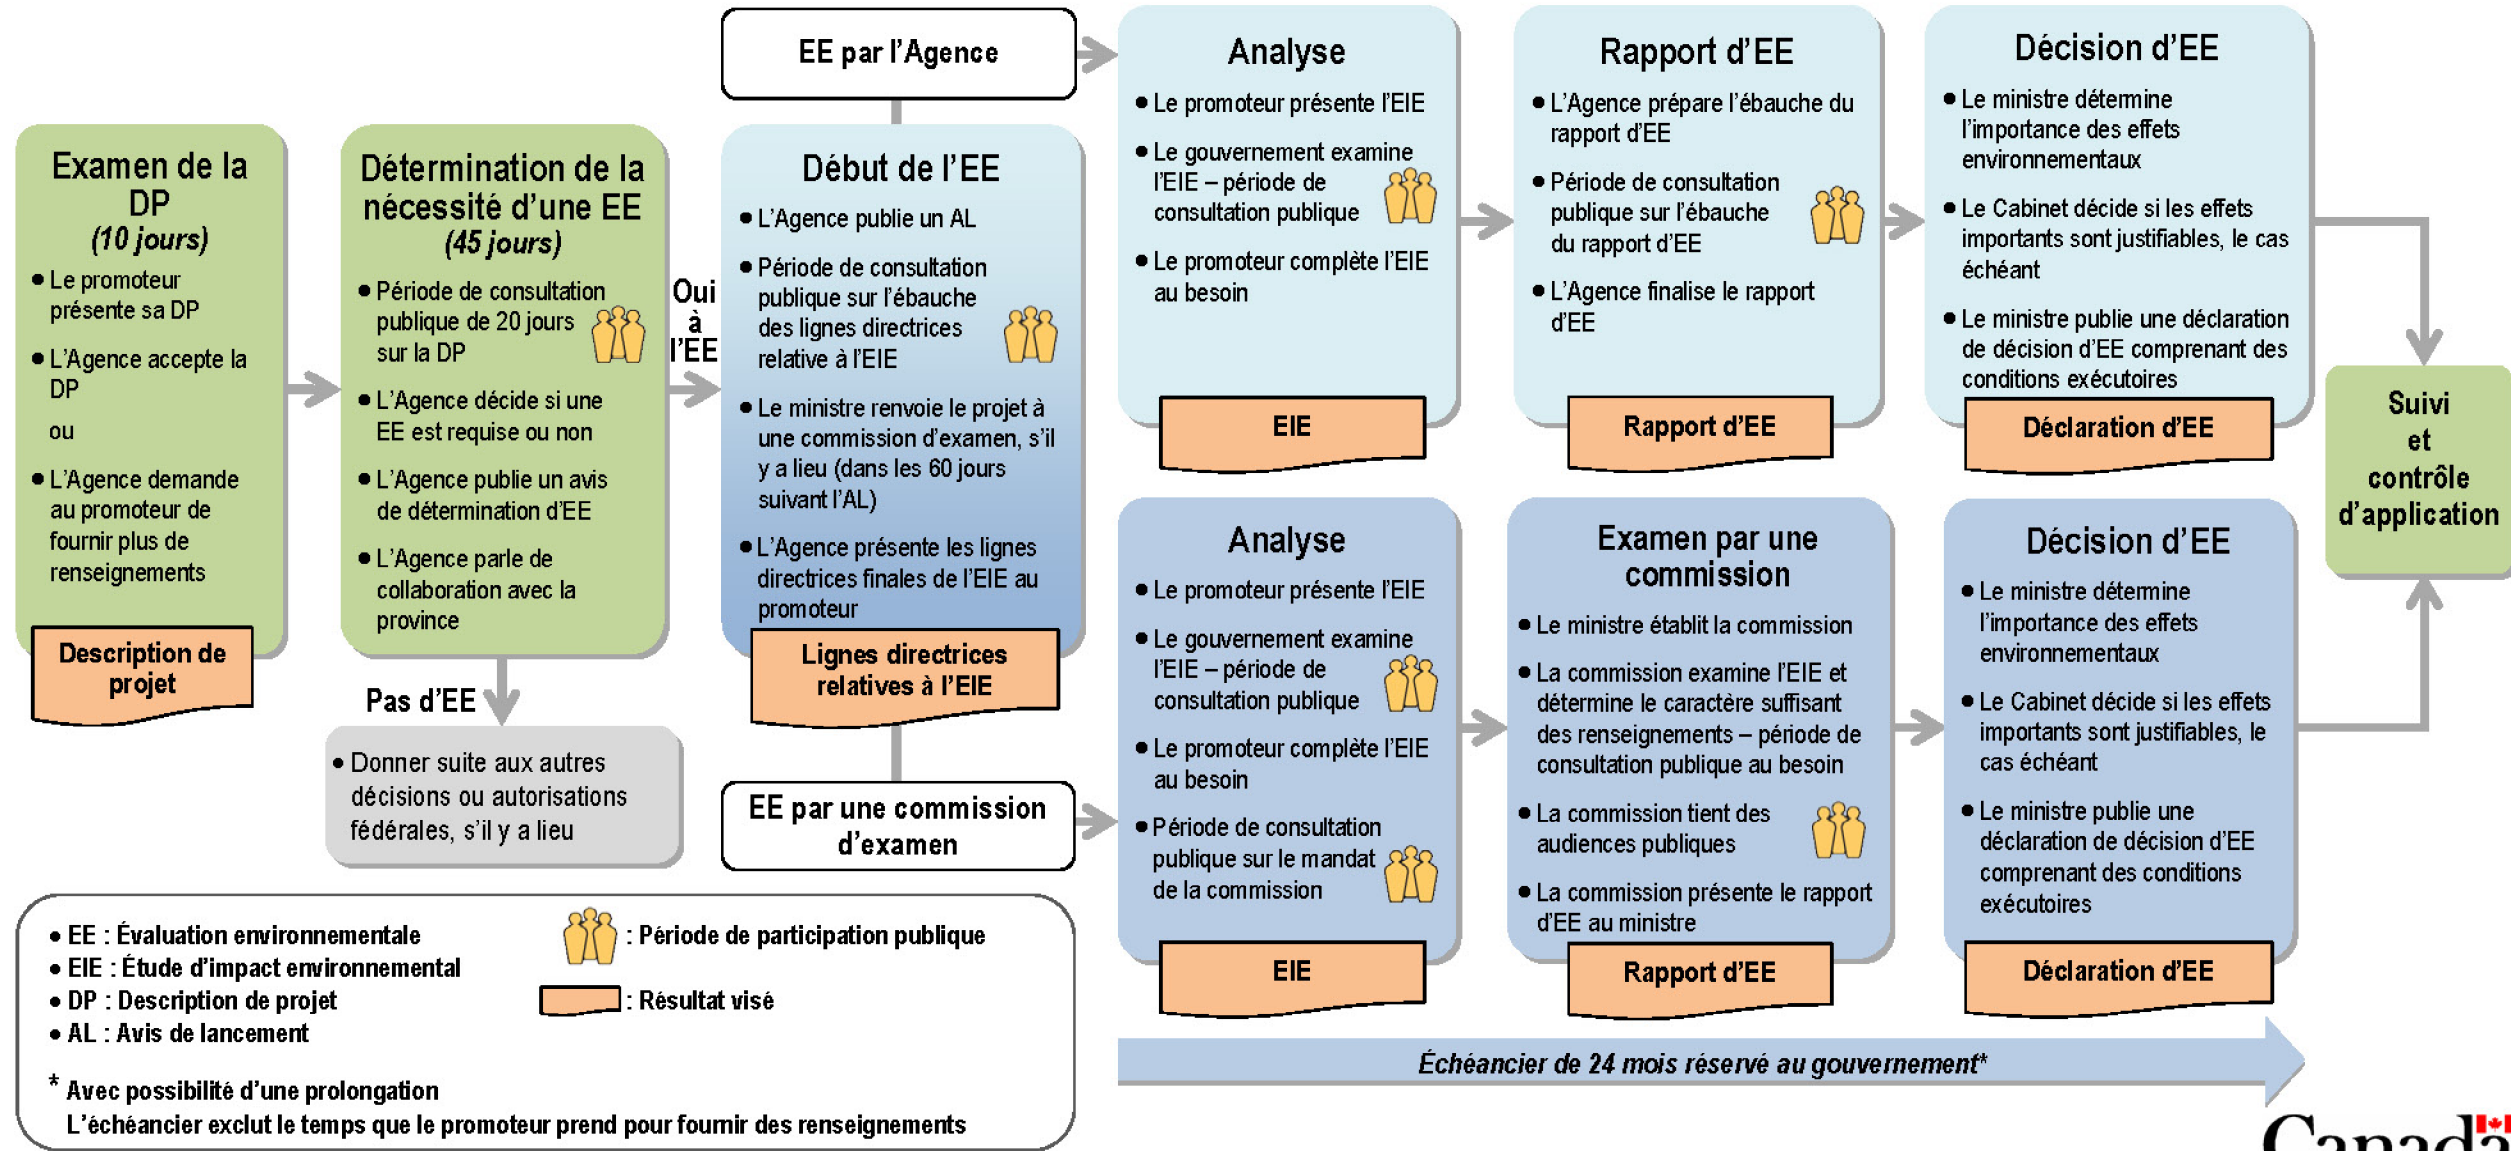 Examen de la
DP
(10 jours)
● Le promoteur
présente sa DP
● L'Agence accepte la
DP
ou
● L'Agence demande
au promoteur de
fournir plus de
renseignements
Description de
projet
Détermination de la
nécessité d'une EE
(45 jours)
● Période de consultation
publique de 20 jours
sur la DP
● L'Agence décide si une
EE est requise ou non
● L'Agence publie un avis
de détermination d'EE
● L'Agence parle de
collaboration avec la
province
Pas d'EE
● Donner suite aux autres
décisions ou autorisations
fédérales, s'il y a lieu
Oui
à
l'EE
EE par l'Agence
Début de l'EE
● L'Agence publie un AL
● Période de consultation
publique sur l'ébauche
des lignes directrices
relative à l'EIE
● Le ministre renvoie le projet à
une commission d'examen, s'il
y a lieu (dans les 60 jours
suivant l'AL)
● L'Agence présente les lignes
directrices finales de l'EIE au
promoteur
Lignes directrices
relatives à l'EIE
EE par une commission
d'examen
Analyse
● Le promoteur présente l'EIE
● Le gouvernement examine
l'EIE – période de
consultation publique
● Le promoteur complète l'EIE
au besoin
EIE
Rapport d'EE
● L'Agence prépare l'ébauche du
rapport d'EE
● Période de consultation
publique sur l'ébauche
du rapport d'EE
● L'Agence finalise le rapport
d'EE
Rapport d'EE
Décision d'EE
● Le ministre détermine
l'importance des effets
environnementaux
● Le Cabinet décide si les effets
importants sont justifiables, le cas
échéant
● Le ministre publie une déclaration
de décision d'EE comprenant des
conditions exécutoires
Déclaration d'EE
Analyse
● Le promoteur présente l'EIE
● Le gouvernement examine
l'EIE – période de
consultation publique
● Le promoteur complète l'EIE
au besoin
● Période de consultation
publique sur le mandat
de la commission
EIE
Examen par une
commission
● Le ministre établit la commission
● La commission examine l'EIE et
détermine le caractère suffisant
des renseignements – période de
consultation publique au besoin
● La commission tient des
audiences publiques
● La commission présente le rapport
d'EE au ministre
Rapport d'EE
Décision d'EE
● Le ministre détermine
l'importance des effets
environnementaux
● Le Cabinet décide si les effets
importants sont justifiables, le
cas échéant
● Le ministre publie une
déclaration de décision d'EE
comprenant des conditions
exécutoires
Déclaration d'EE
Suivi
et
contrôle
d'application
Échéancier de 24 mois réservé au gouvernement*
● EE : Évaluation environnementale
● EIE : Étude d'impact environnemental
● DP : Description de projet
● AL : Avis de lancement
: Période de participation publique
: Résultat visé
* Avec possibilité d'une prolongation
L'échéancier exclut le temps que le promoteur prend pour fournir des renseignements
Canada